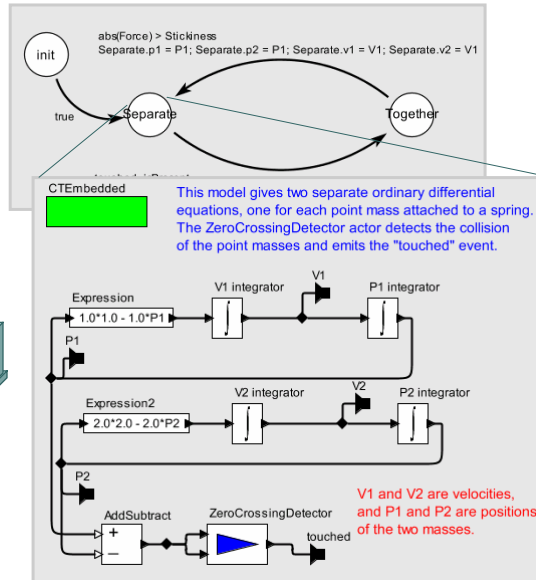 abs(Force) > Stickiness
Separate.p1 = P1; Separate.p2 = P1; Separate.v1 = V1; Separate.v2 = V1
init
true
Separate
Together
CTEmbedded
This model gives two separate ordinary differential
equations, one for each point mass attached to a spring.
The ZeroCrossingDetector actor detects the collision
of the point masses and emits the "touched" event.
V1 integrator
V1
P1 integrator
Expression
1.0*1.0 - 1.0*P1
∫
∫
P1
V2 integrator
V2
P2 integrator
Expression2
2.0*2.0 - 2.0*P2
∫
∫
P2
V1 and V2 are velocities,
and P1 and P2 are positions
of the two masses.
AddSubtract
ZeroCrossingDetector
+
−
touched